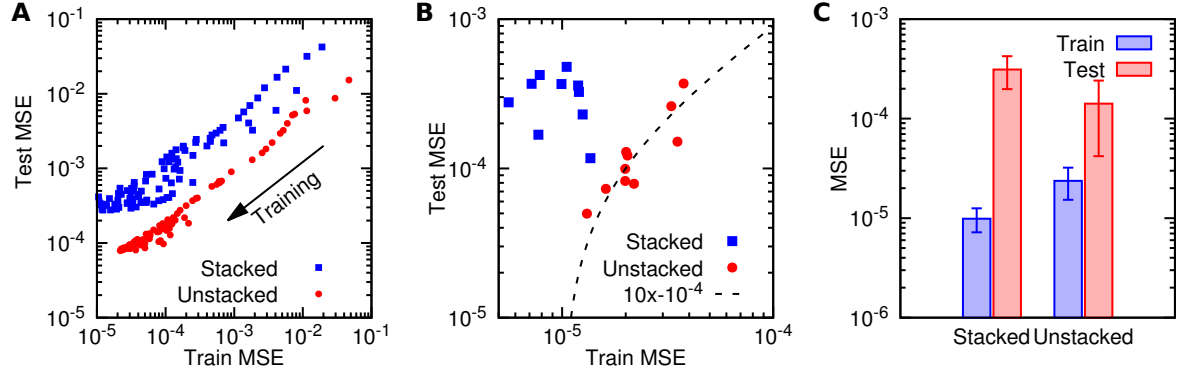 A
Test MSE
10⁻¹
10⁻²
10⁻³
10⁻⁴
10⁻⁵
Training
Stacked
Unstacked
10⁻⁵ 10⁻⁴ 10⁻³ 10⁻² 10⁻¹
Train MSE
B
Test MSE
10⁻³
10⁻⁴
10⁻⁵
Stacked
Unstacked
10x-10⁻⁴
10⁻⁵ 10⁻⁴
Train MSE
C
MSE
10⁻³
10⁻⁴
10⁻⁵
10⁻⁶
Train
Test
Stacked Unstacked